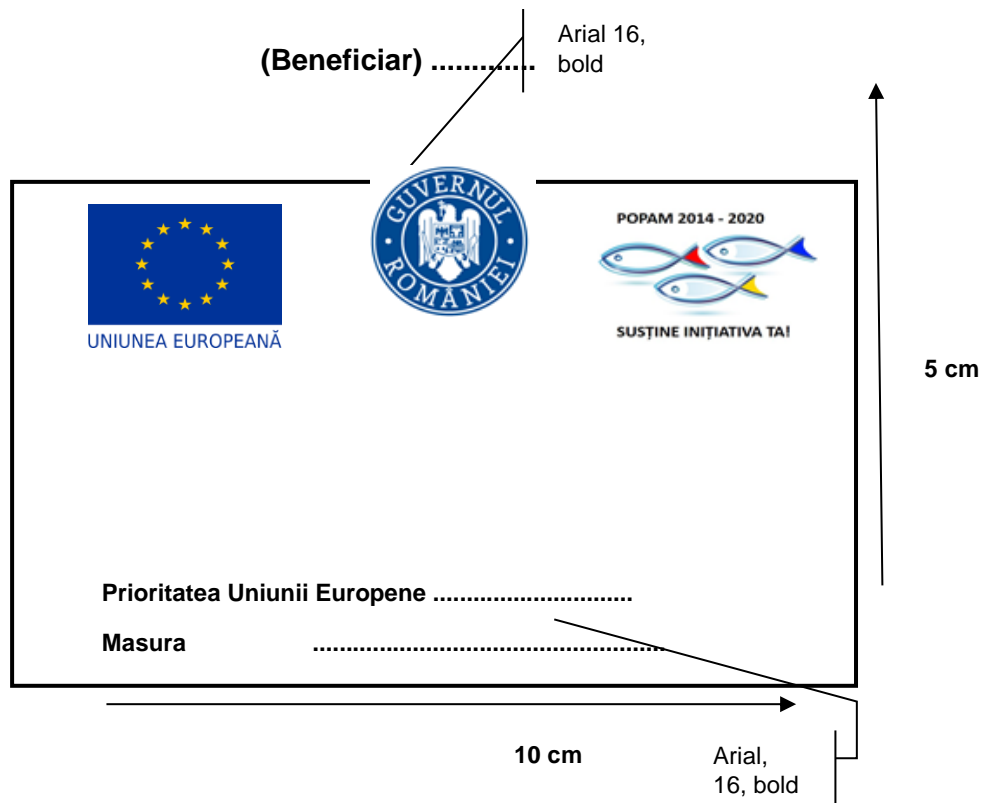 (Beneficiar) .............
Arial 16,
bold
GUVERNUL ROMÂNIEI
POPAM 2014 - 2020
UNIUNEA EUROPEANĂ
SUSȚINE INIȚIATIVA TA!
5 cm
Prioritatea Uniunii Europene ..............................
Masura .....................................................
10 cm
Arial,
16, bold